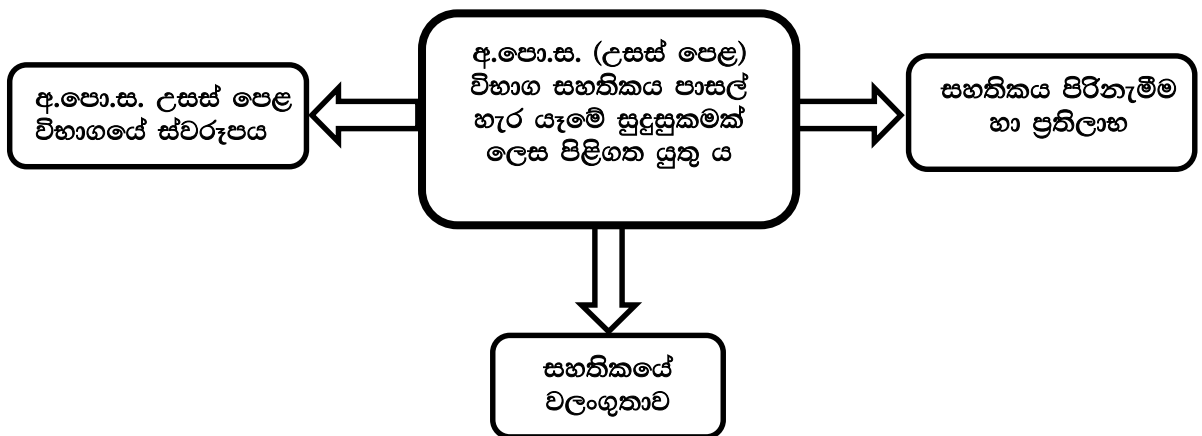 අ.පො.ස. (උසස් පෙළ)
විභාග සහතිකය පාසල්
හැර යෑමේ සුදුසුකමක්
ලෙස පිළිගත යුතු ය
අ.පො.ස. උසස් පෙළ
විභාගයේ ස්වරූපය
සහතිකය පිරිනැමීම
හා ප්‍රතිලාභ
සහතිකයේ
වලංගුතාව